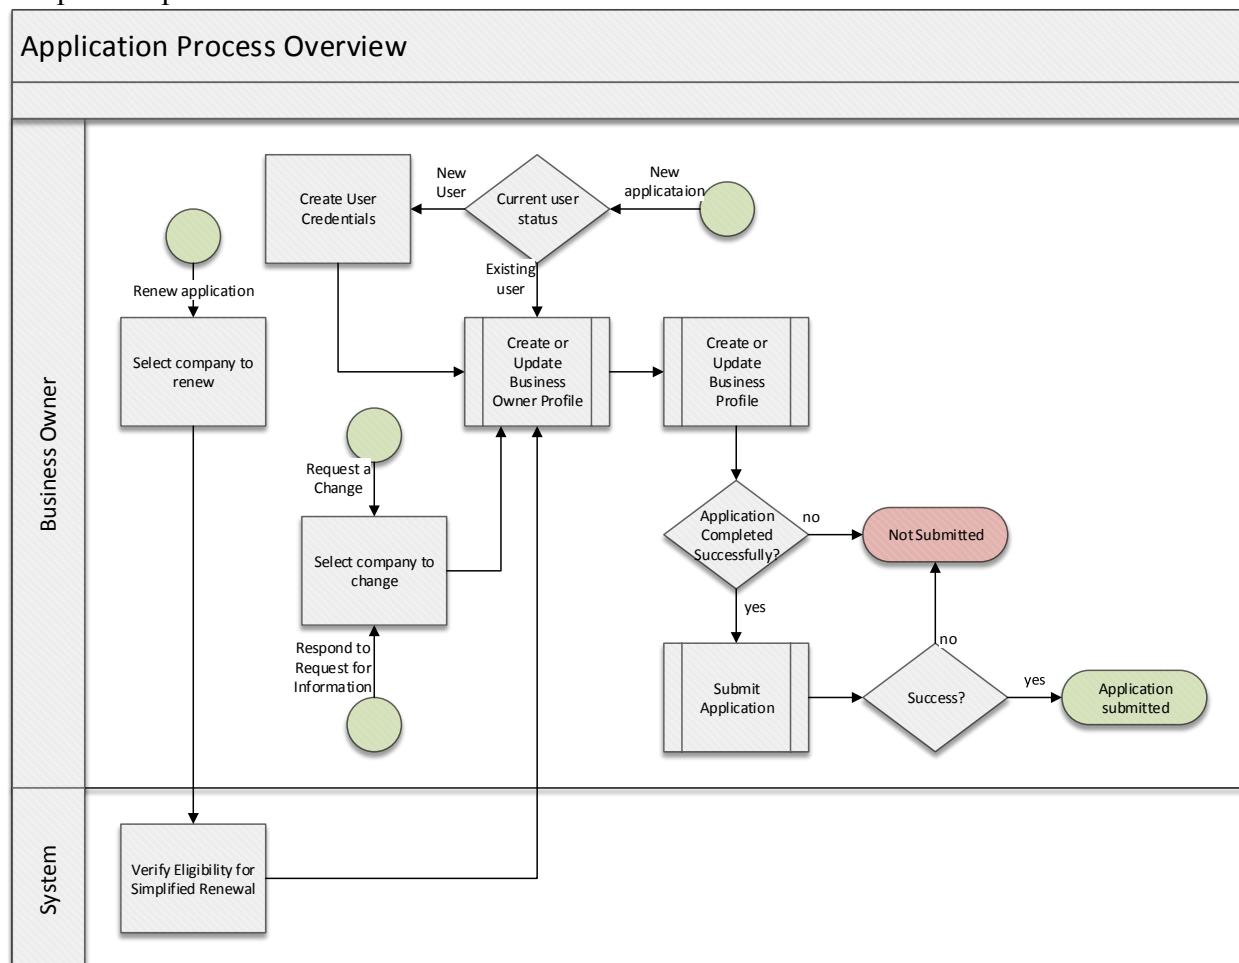 Application Process Overview
Business Owner
System
New
User
Create User
Credentials
Current user
status
New
applicataion
Renew application
Existing
user
Select company to
renew
Create or
Update
Business
Owner Profile
Create or
Update
Business
Profile
Request a
Change
Select company to
change
Application
Completed
Successfully?
no
Not Submitted
yes
Respond to
Request for
Information
Submit
Application
Success?
no
yes
Application
submitted
Verify Eligibility for
Simplified Renewal